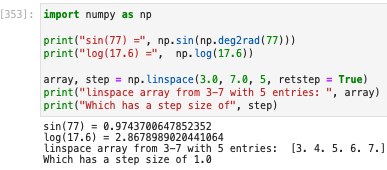 [353]: import numpy as np
print("sin(77) =", np.sin(np.deg2rad(77)))
print("log(17.6) =",  np.log(17.6))
array, step = np.linspace(3.0, 7.0, 5, retstep = True)
print("linspace array from 3-7 with 5 entries: ", array)
print("Which has a step size of", step)
sin(77) = 0.9743700647852352
log(17.6) = 2.8678989020441064
linspace array from 3-7 with 5 entries:  [3. 4. 5. 6. 7.]
Which has a step size of 1.0